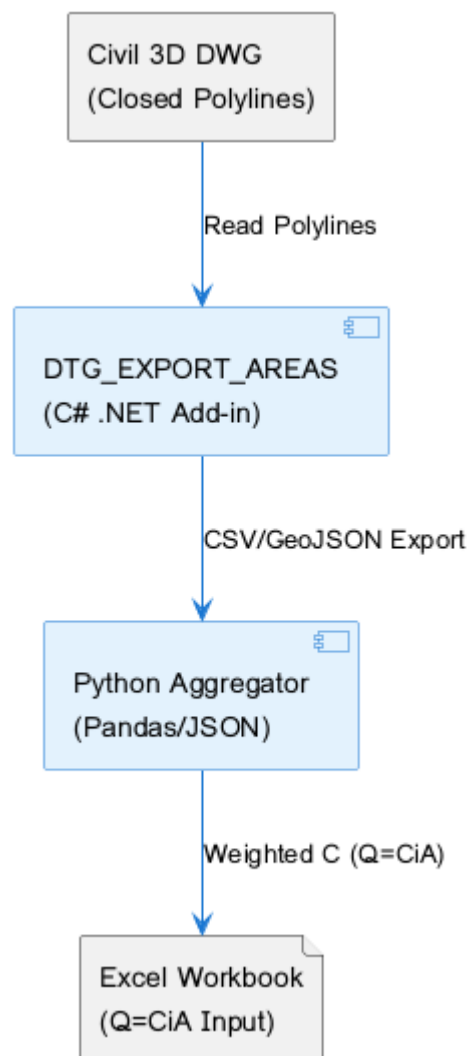 Civil 3D DWG
(Closed Polylines)
Read Polylines
DTG_EXPORT_AREAS
(C# .NET Add-in)
CSV/GeoJSON Export
Python Aggregator
(Pandas/JSON)
Weighted C (Q=CiA)
Excel Workbook
(Q=CiA Input)